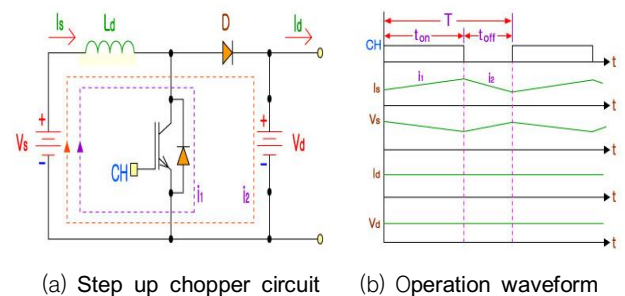 Is
Ld
D
Id
+
Vs
-
CH
i₁
i₂
+
Vd
-
T
ton
toff
CH
t
Is
i₁
i₂
t
Vs
t
Id
t
Vd
t
(a) Step up chopper circuit
(b) Operation waveform